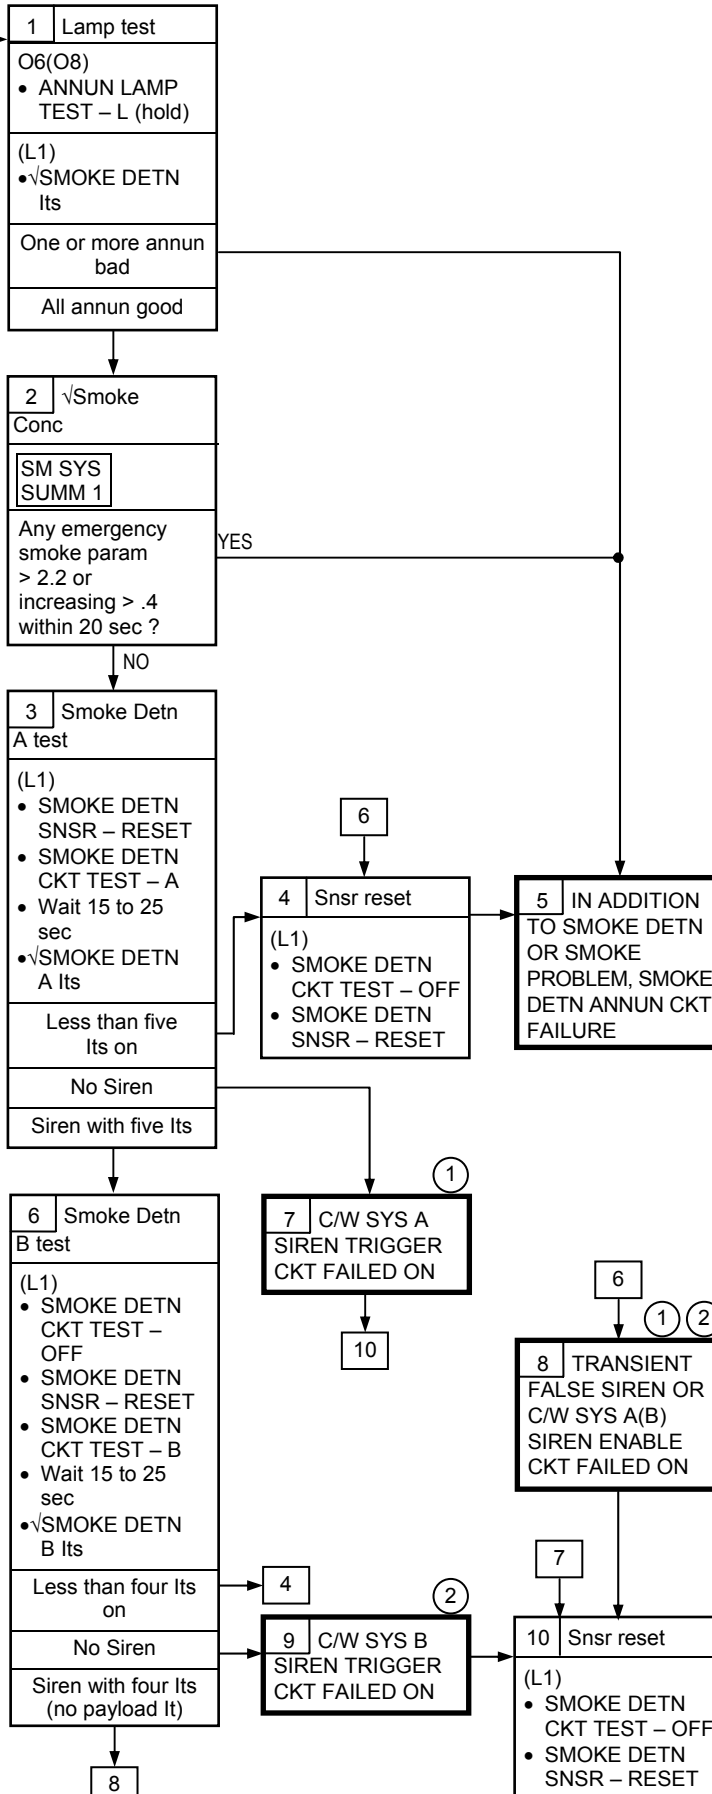 1 Lamp test
O6(O8)
• ANNUN LAMP
TEST – L (hold)
(L1)
•√SMOKE DETN
lts
One or more annun
bad
All annun good
2 √Smoke
Conc
SM SYS
SUMM 1
Any emergency
smoke param
> 2.2 or
increasing > .4
within 20 sec ?
YES
NO
3 Smoke Detn
A test
(L1)
• SMOKE DETN
SNSR – RESET
• SMOKE DETN
CKT TEST – A
• Wait 15 to 25
sec
•√SMOKE DETN
A lts
Less than five
lts on
No Siren
Siren with five lts
6
4 Snsr reset
(L1)
• SMOKE DETN
CKT TEST – OFF
• SMOKE DETN
SNSR – RESET
5 IN ADDITION
TO SMOKE DETN
OR SMOKE
PROBLEM, SMOKE
DETN ANNUN CKT
FAILURE
6 Smoke Detn
B test
(L1)
• SMOKE DETN
CKT TEST –
OFF
• SMOKE DETN
SNSR – RESET
• SMOKE DETN
CKT TEST – B
• Wait 15 to 25
sec
•√SMOKE DETN
B lts
Less than four lts
on
No Siren
Siren with four lts
(no payload lt)
8
4
1
7 C/W SYS A
SIREN TRIGGER
CKT FAILED ON
10
2
9 C/W SYS B
SIREN TRIGGER
CKT FAILED ON
6
1 2
8 TRANSIENT
FALSE SIREN OR
C/W SYS A(B)
SIREN ENABLE
CKT FAILED ON
7
10 Snsr reset
(L1)
• SMOKE DETN
CKT TEST – OFF
• SMOKE DETN
SNSR – RESET